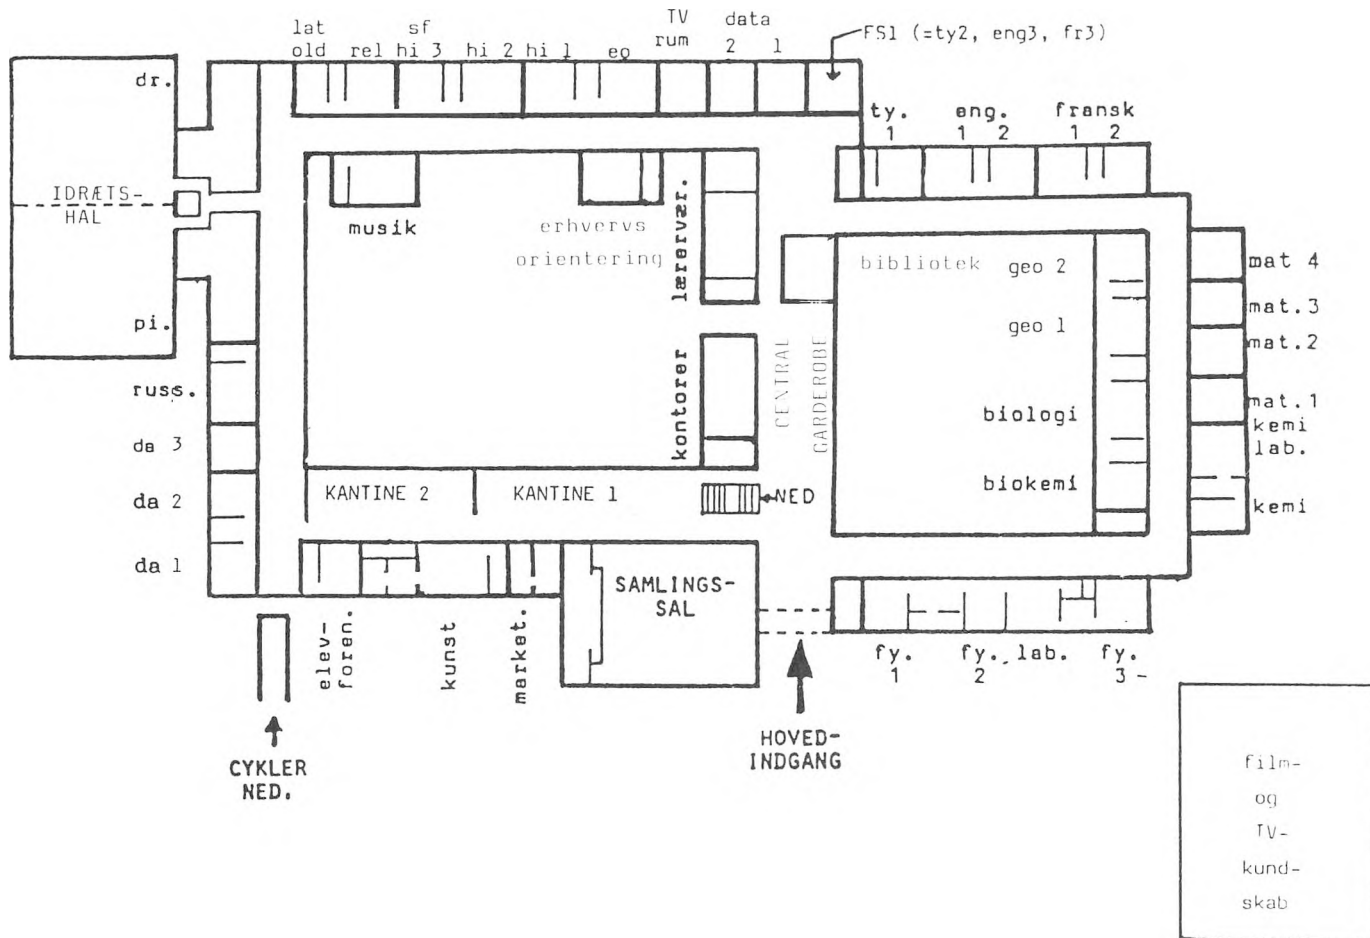 lat sf TV data
old rel hi 3 hi 2 hi 1 eo rum 2 1
FS1 (=ty2, eng3, fr3)
ty. eng. fransk
1 1 2 1 2
dr.
IDRÆTS-
HAL
pi.
musik
erhvervs
orientering
lærervær.
bibliotek
geo 2
geo 1
biologi
biokemi
mat 4
mat.3
mat.2
mat.1
kemi
lab.
kemi
russ.
da 3
da 2
da 1
kontorer
CENTRAL
GARDEROBE
KANTINE 2
KANTINE 1
←NED
SAMLINGS-
SAL
elev-
foren.
kunst
market.
fy. fy. lab. fy.
1 2 3 -
HOVED-
INDGANG
CYKLER
NED.
film-
og
TV-
kund-
skab